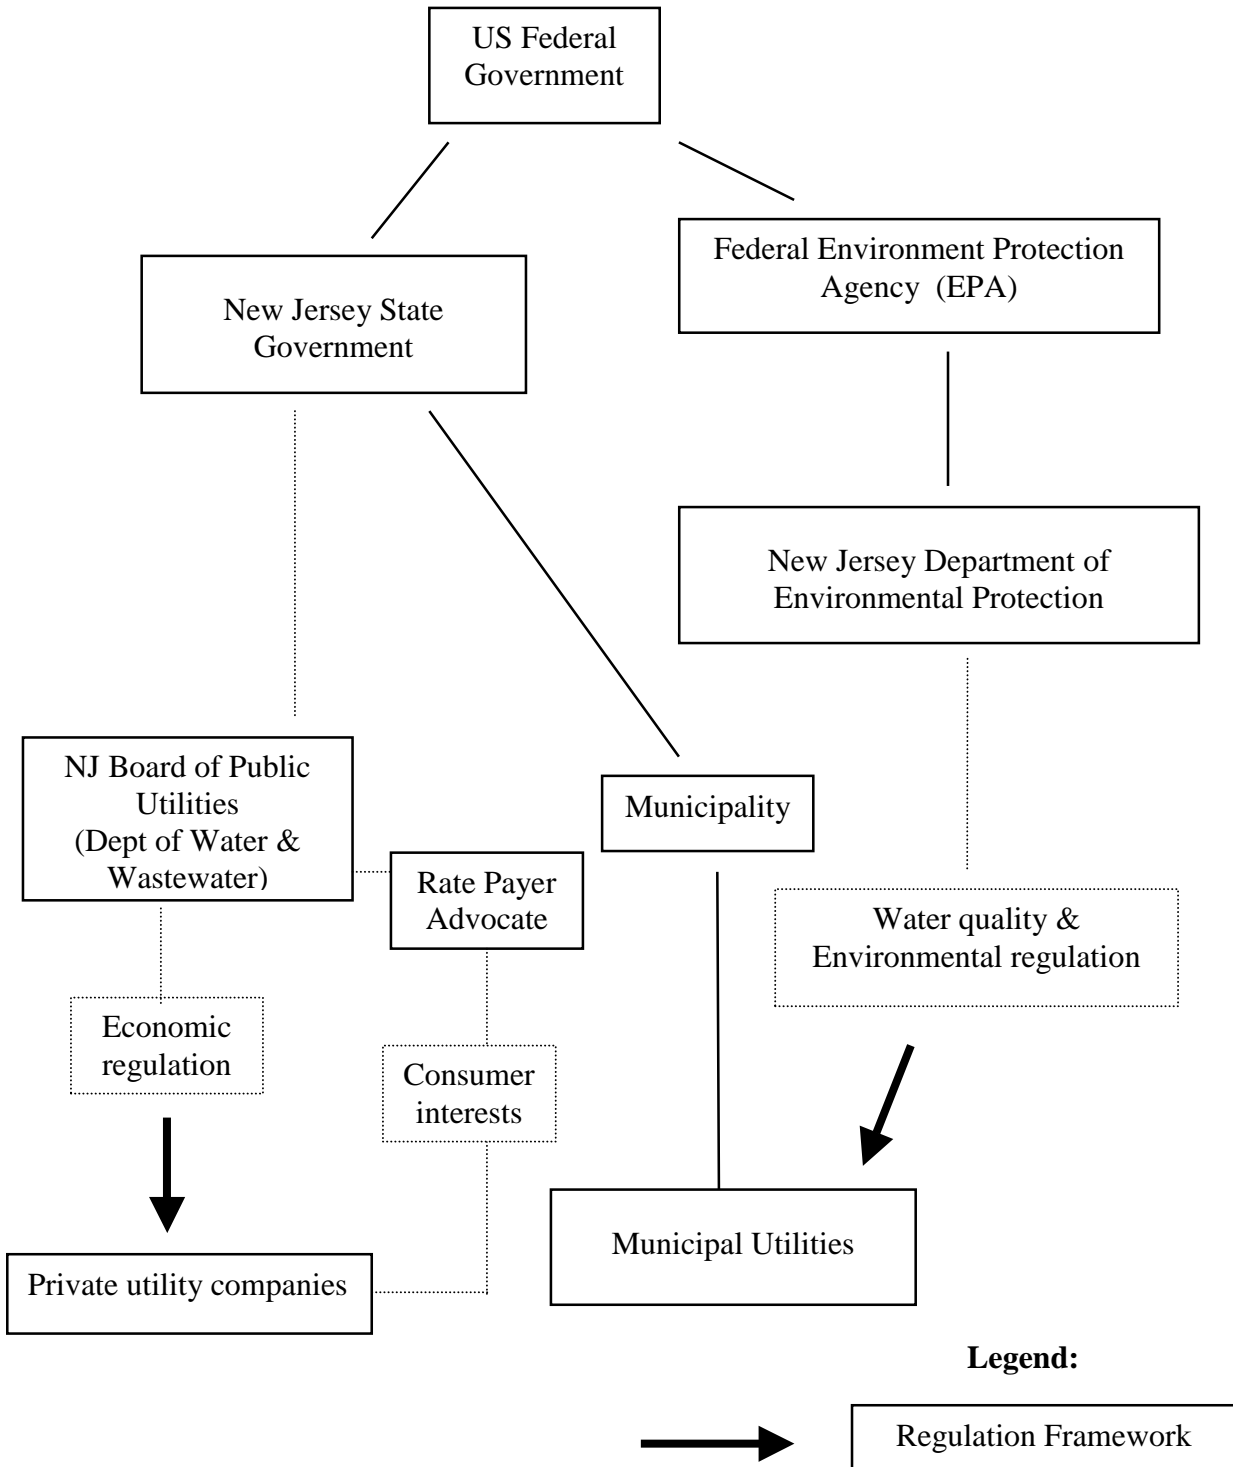 US Federal
Government
Federal Environment Protection
Agency (EPA)
New Jersey State
Government
New Jersey Department of
Environmental Protection
NJ Board of Public
Utilities
(Dept of Water &
Wastewater)
Municipality
Rate Payer
Advocate
Water quality &
Environmental regulation
Economic
regulation
Consumer
interests
Municipal Utilities
Private utility companies
Legend:
Regulation Framework